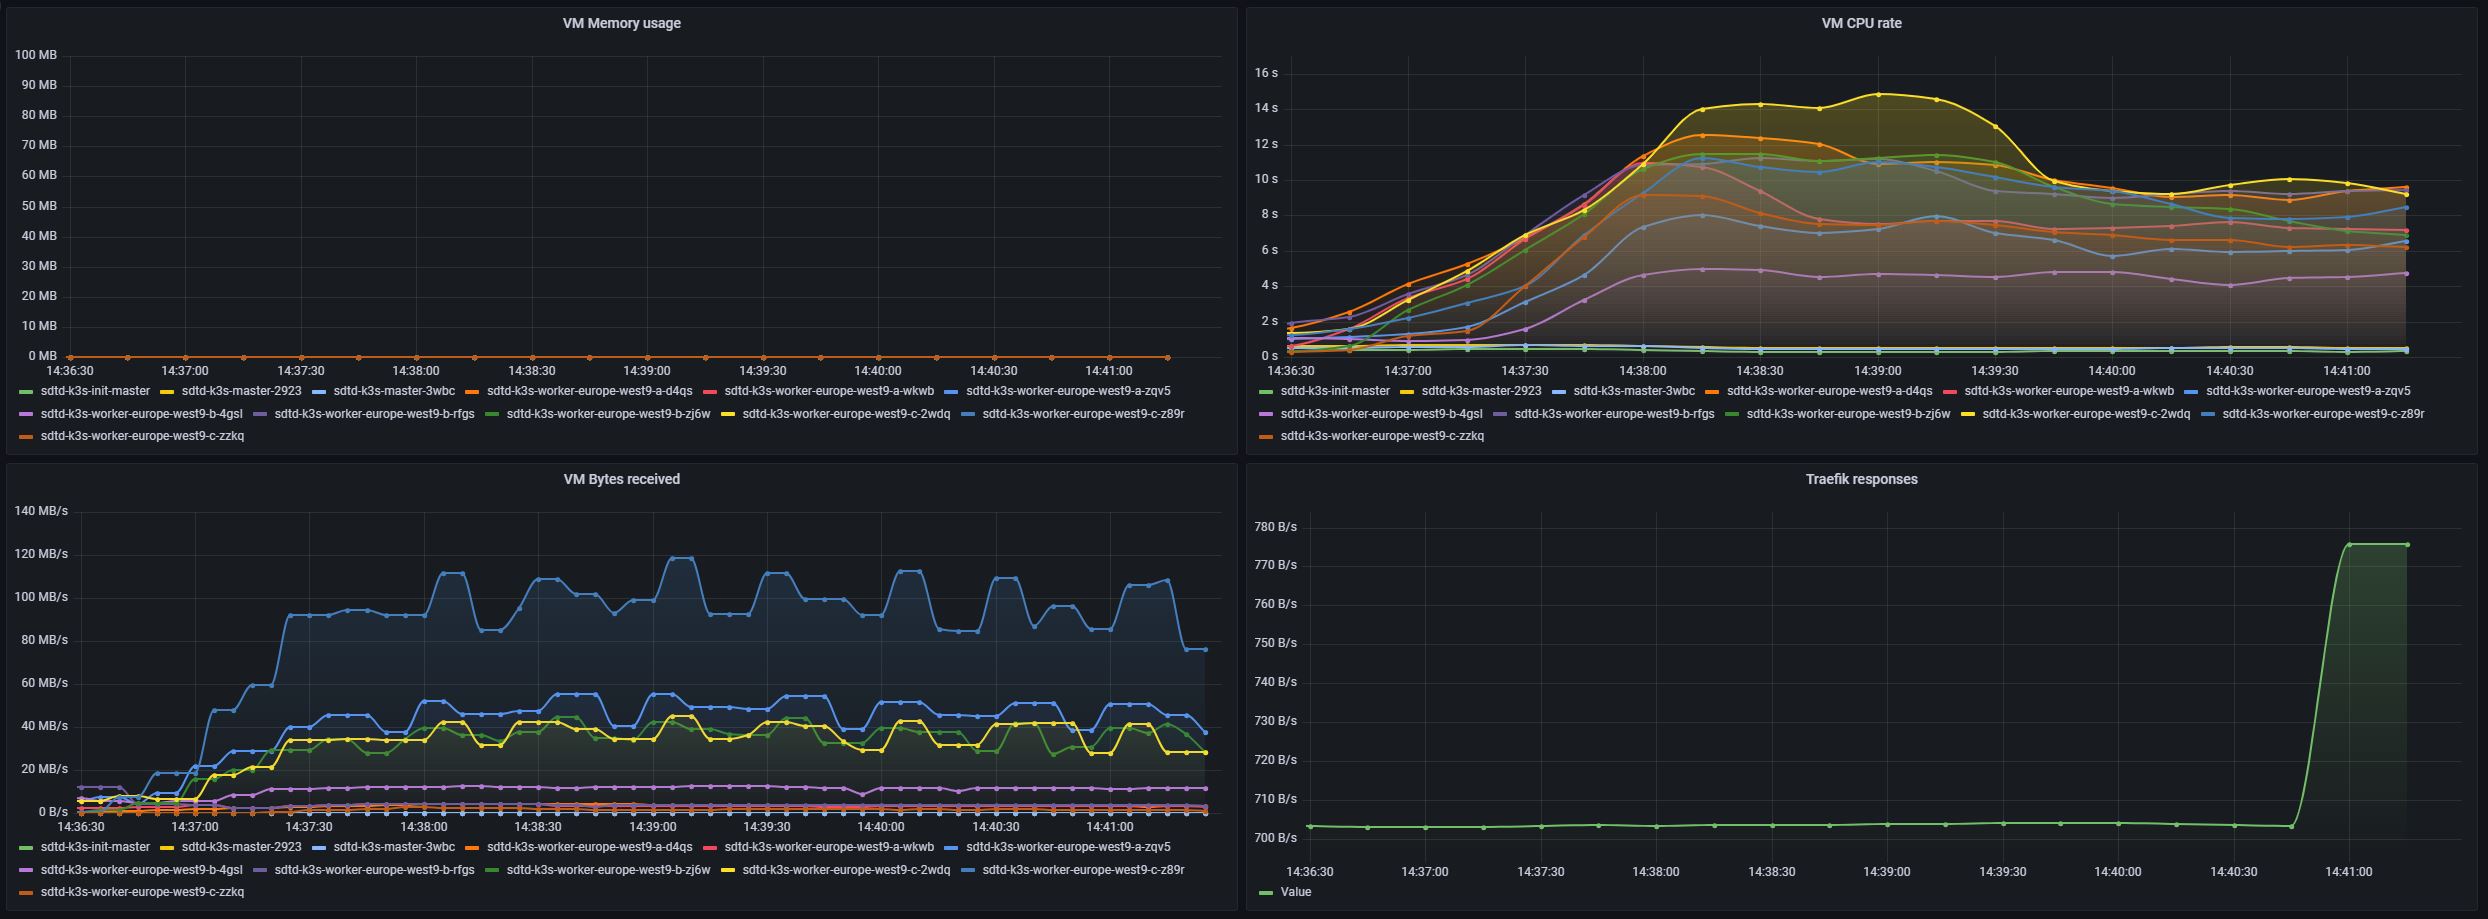 VM Memory usage
100 MB
90 MB
80 MB
70 MB
60 MB
50 MB
40 MB
30 MB
20 MB
10 MB
0 MB
14:36:30 14:37:00 14:37:30 14:38:00 14:38:30 14:39:00 14:39:30 14:40:00 14:40:30 14:41:00
sdtd-k3s-init-master sdtd-k3s-master-2923 sdtd-k3s-master-3wbc sdtd-k3s-worker-europe-west9-a-d4qs sdtd-k3s-worker-europe-west9-a-wkwb sdtd-k3s-worker-europe-west9-a-zqv5
sdtd-k3s-worker-europe-west9-b-4gsl sdtd-k3s-worker-europe-west9-b-rfgs sdtd-k3s-worker-europe-west9-b-zj6w sdtd-k3s-worker-europe-west9-c-2wdq sdtd-k3s-worker-europe-west9-c-z89r
sdtd-k3s-worker-europe-west9-c-zzkq
VM CPU rate
16 s
14 s
12 s
10 s
8 s
6 s
4 s
2 s
0 s
14:36:30 14:37:00 14:37:30 14:38:00 14:38:30 14:39:00 14:39:30 14:40:00 14:40:30 14:41:00
sdtd-k3s-init-master sdtd-k3s-master-2923 sdtd-k3s-master-3wbc sdtd-k3s-worker-europe-west9-a-d4qs sdtd-k3s-worker-europe-west9-a-wkwb sdtd-k3s-worker-europe-west9-a-zqv5
sdtd-k3s-worker-europe-west9-b-4gsl sdtd-k3s-worker-europe-west9-b-rfgs sdtd-k3s-worker-europe-west9-b-zj6w sdtd-k3s-worker-europe-west9-c-2wdq sdtd-k3s-worker-europe-west9-c-z89r
sdtd-k3s-worker-europe-west9-c-zzkq
VM Bytes received
140 MB/s
120 MB/s
100 MB/s
80 MB/s
60 MB/s
40 MB/s
20 MB/s
0 B/s
14:36:30 14:37:00 14:37:30 14:38:00 14:38:30 14:39:00 14:39:30 14:40:00 14:40:30 14:41:00
sdtd-k3s-init-master sdtd-k3s-master-2923 sdtd-k3s-master-3wbc sdtd-k3s-worker-europe-west9-a-d4qs sdtd-k3s-worker-europe-west9-a-wkwb sdtd-k3s-worker-europe-west9-a-zqv5
sdtd-k3s-worker-europe-west9-b-4gsl sdtd-k3s-worker-europe-west9-b-rfgs sdtd-k3s-worker-europe-west9-b-zj6w sdtd-k3s-worker-europe-west9-c-2wdq sdtd-k3s-worker-europe-west9-c-z89r
sdtd-k3s-worker-europe-west9-c-zzkq
Traefik responses
780 B/s
770 B/s
760 B/s
750 B/s
740 B/s
730 B/s
720 B/s
710 B/s
700 B/s
14:36:30 14:37:00 14:37:30 14:38:00 14:38:30 14:39:00 14:39:30 14:40:00 14:40:30 14:41:00
Value